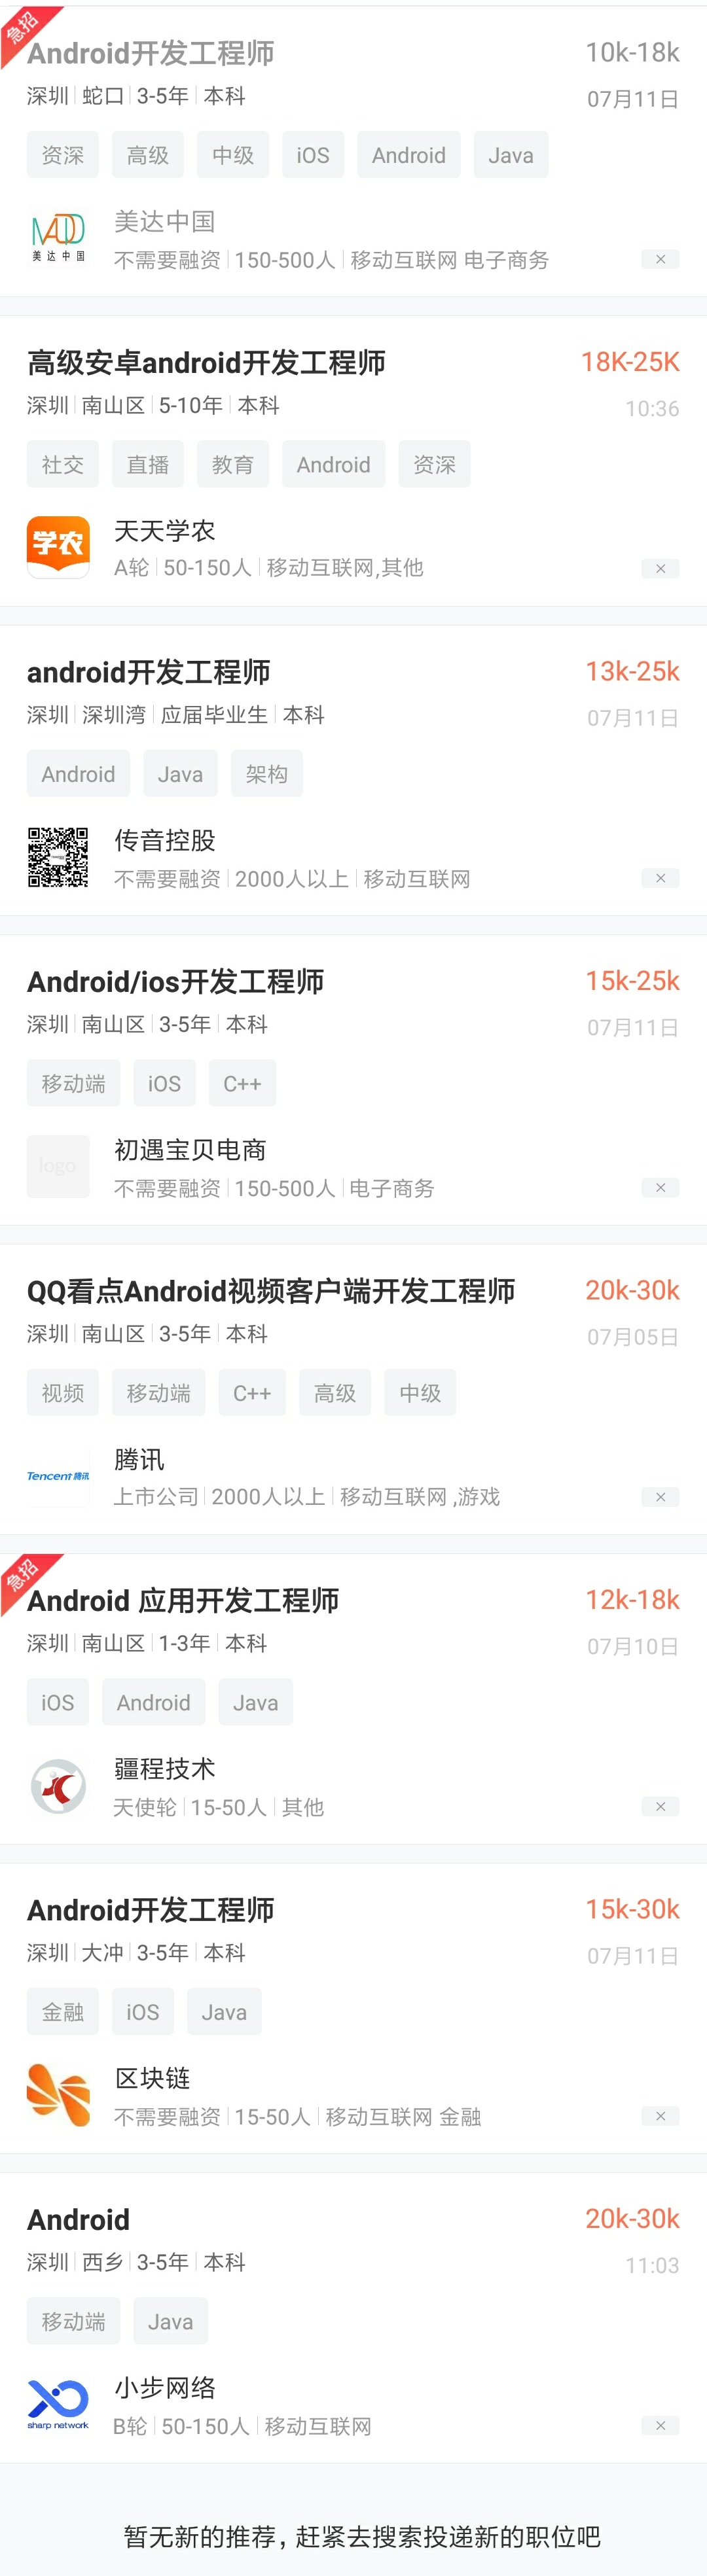 急招
Android开发工程师 10k-18k
深圳 蛇口 3-5年 本科 07月11日
资深 高级 中级 iOS Android Java
美达中国
美达中国
不需要融资 150-500人 移动互联网 电子商务 ×
高级安卓android开发工程师 18K-25K
深圳 南山区 5-10年 本科 10:36
社交 直播 教育 Android 资深
学农 天天学农
A轮 50-150人 移动互联网,其他 ×
android开发工程师 13k-25k
深圳 深圳湾 应届毕业生 本科 07月11日
Android Java 架构
传音控股
不需要融资 2000人以上 移动互联网 ×
Android/ios开发工程师 15k-25k
深圳 南山区 3-5年 本科 07月11日
移动端 iOS C++
logo 初遇宝贝电商
不需要融资 150-500人 电子商务 ×
QQ看点Android视频客户端开发工程师 20k-30k
深圳 南山区 3-5年 本科 07月05日
视频 移动端 C++ 高级 中级
腾讯
Tencent 腾讯
上市公司 2000人以上 移动互联网 ,游戏 ×
急招
Android 应用开发工程师 12k-18k
深圳 南山区 1-3年 本科 07月10日
iOS Android Java
疆程技术
天使轮 15-50人 其他 ×
Android开发工程师 15k-30k
深圳 大冲 3-5年 本科 07月11日
金融 iOS Java
区块链
不需要融资 15-50人 移动互联网 金融 ×
Android 20k-30k
深圳 西乡 3-5年 本科 11:03
移动端 Java
小步网络
sharp network
B轮 50-150人 移动互联网 ×
暂无新的推荐，赶紧去搜索投递新的职位吧